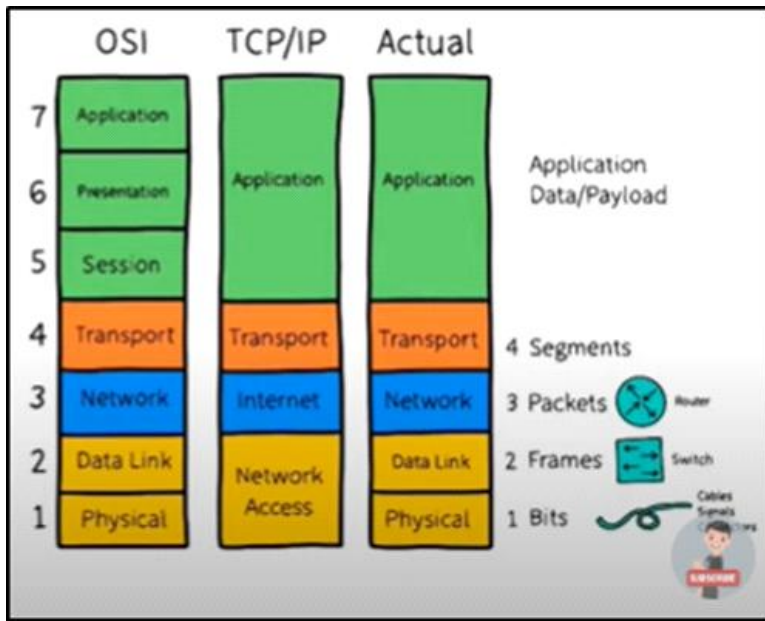 OSI TCP/IP Actual
7 Application
6 Presentation
5 Session
Application
Application
Application
Data/Payload
4 Transport Transport Transport 4 Segments
3 Network Internet Network 3 Packets Router
2 Data Link Network Access Data Link 2 Frames Switch
1 Physical Physical 1 Bits
Cables
Signals
SUBSCRIBE